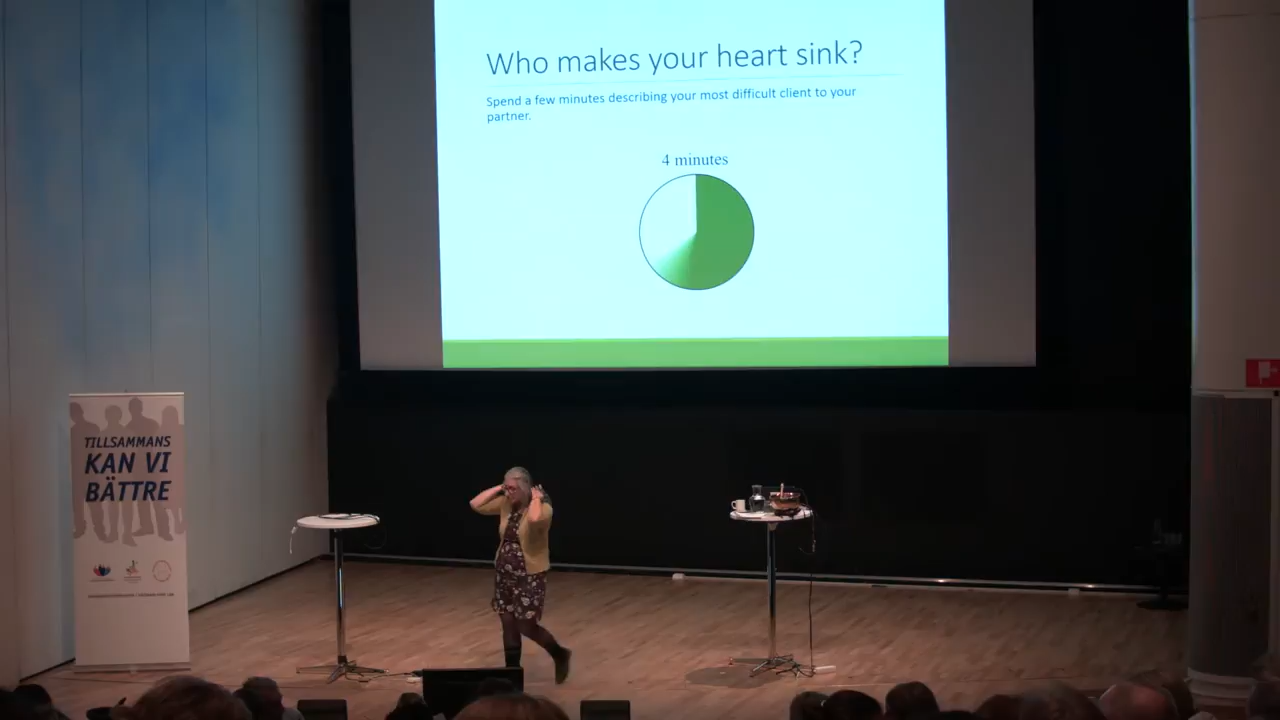 Who makes your heart sink?
Spend a few minutes describing your most difficult client to your
partner.
4 minutes
TILLSAMMANS
KAN VI
BÄTTRE